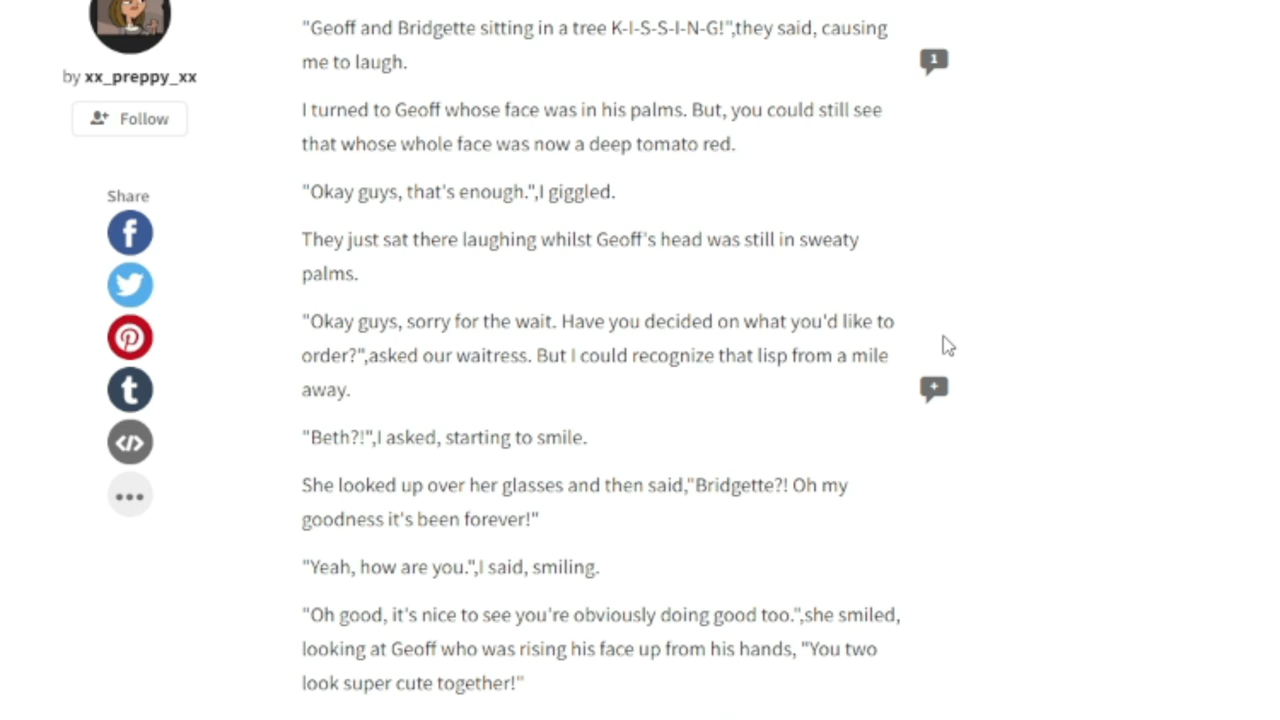 "Geoff and Bridgette sitting in a tree K-I-S-S-I-N-G!",they said, causing
me to laugh.
1
by xx_preppy_xx
Follow
I turned to Geoff whose face was in his palms. But, you could still see
that whose whole face was now a deep tomato red.
"Okay guys, that's enough.",I giggled.
Share
They just sat there laughing whilst Geoff's head was still in sweaty
palms.
"Okay guys, sorry for the wait. Have you decided on what you'd like to
order?",asked our waitress. But I could recognize that lisp from a mile
away.
"Beth?!",I asked, starting to smile.
She looked up over her glasses and then said,"Bridgette?! Oh my
goodness it's been forever!"
"Yeah, how are you.",I said, smiling.
"Oh good, it's nice to see you're obviously doing good too.",she smiled,
looking at Geoff who was rising his face up from his hands, "You two
look super cute together!"